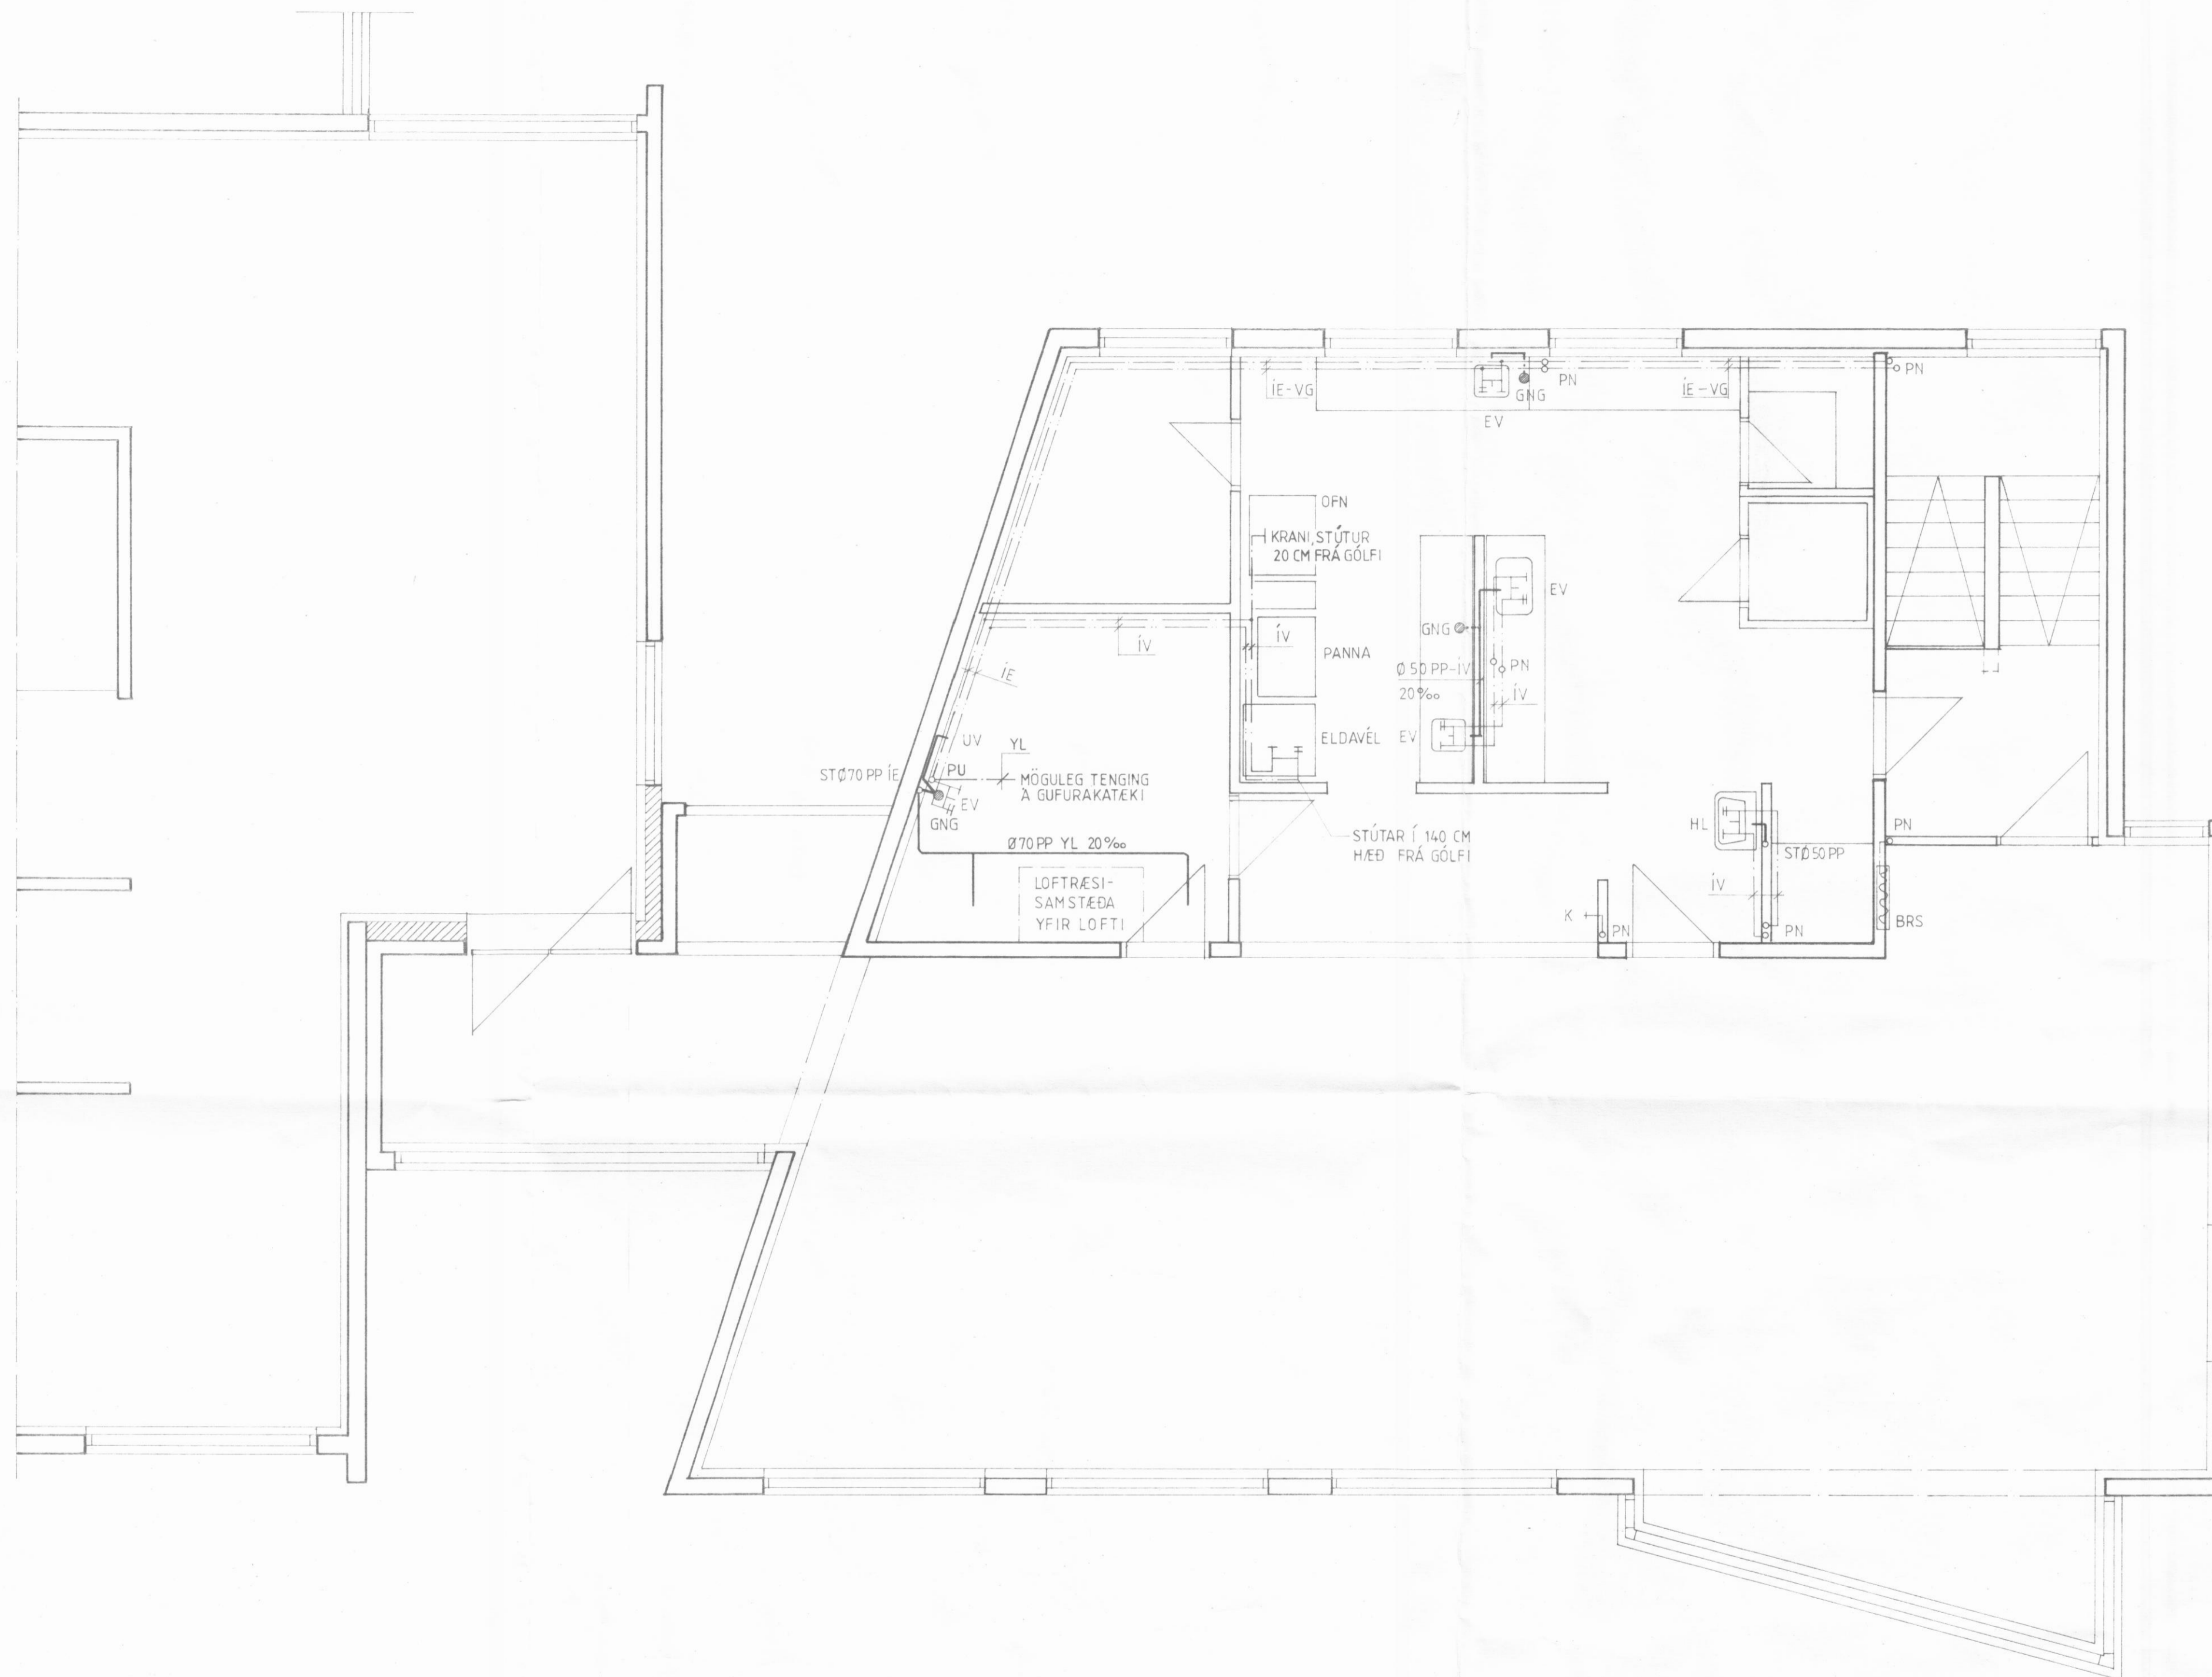 PN
PN
ÍE-VG
ÍE-VG
GNG
EV
OFN
KRANI, STÚTUR
20 CM FRÁ GÓLFI
EV
GNG
ÍV
ÍV
PANNA
Ø 50 PP-ÍV
20‰
PN
ÍV
ÍE
UV
YL
ELDAVÉL
EV
STØ70 PP ÍE
PU
MÖGULEG TENGING
Á GUFURAKATÆKI
EV
GNG
HL
PN
Ø70 PP YL 20‰
STÚTAR Í 140 CM
HÆÐ FRÁ GÓLFI
STØ50PP
LOFTRÆSI-
SAMSTÆÐA
YFIR LOFTI
ÍV
K
PN
PN
BRS